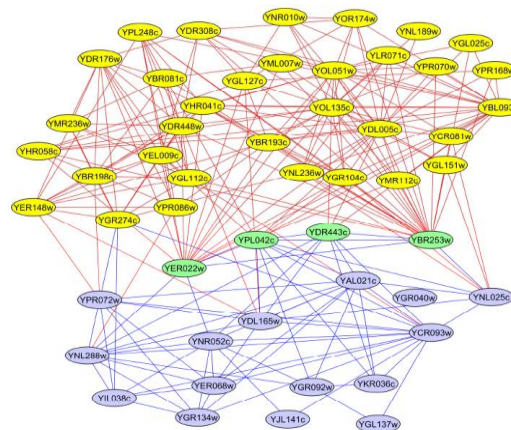 YNR010w
YOR174w
YPL248c
YDR308c
YNL189w
YGL025c
YDR176w
YML007w
YOL051w
YLR071c
YPR070w
YPR168w
YBR081c
YGL127c
YHR041c
YOL135c
YBL093c
YMR236w
YDR448w
YDL005c
YCR081w
YHR058c
YEL009c
YBR193c
YGL151w
YBR198c
YGL112c
YNL236w
YGR104c
YMR112c
YER148w
YGR274c
YPR086w
YPL042c
YDR443c
YBR253w
YER022w
YAL021c
YPR072w
YGR040w
YNL025c
YDL165w
YCR093w
YNR052c
YNL288w
YER068w
YGR092w
YKR036c
YIL038c
YGR134w
YJL141c
YGL137w